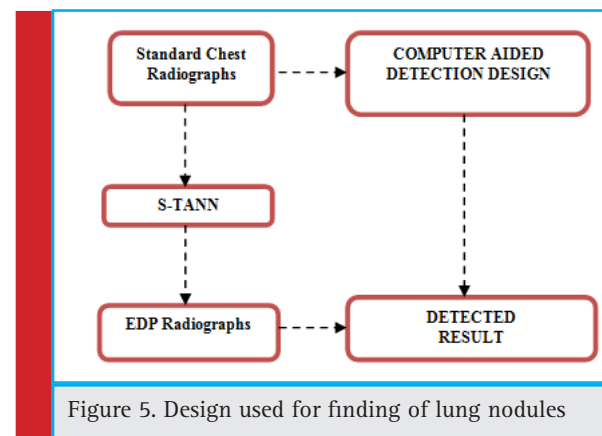 Standard Chest
Radiographs
COMPUTER AIDED
DETECTION DESIGN
S-TANN
EDP Radiographs
DETECTED
RESULT
Figure 5. Design used for finding of lung nodules